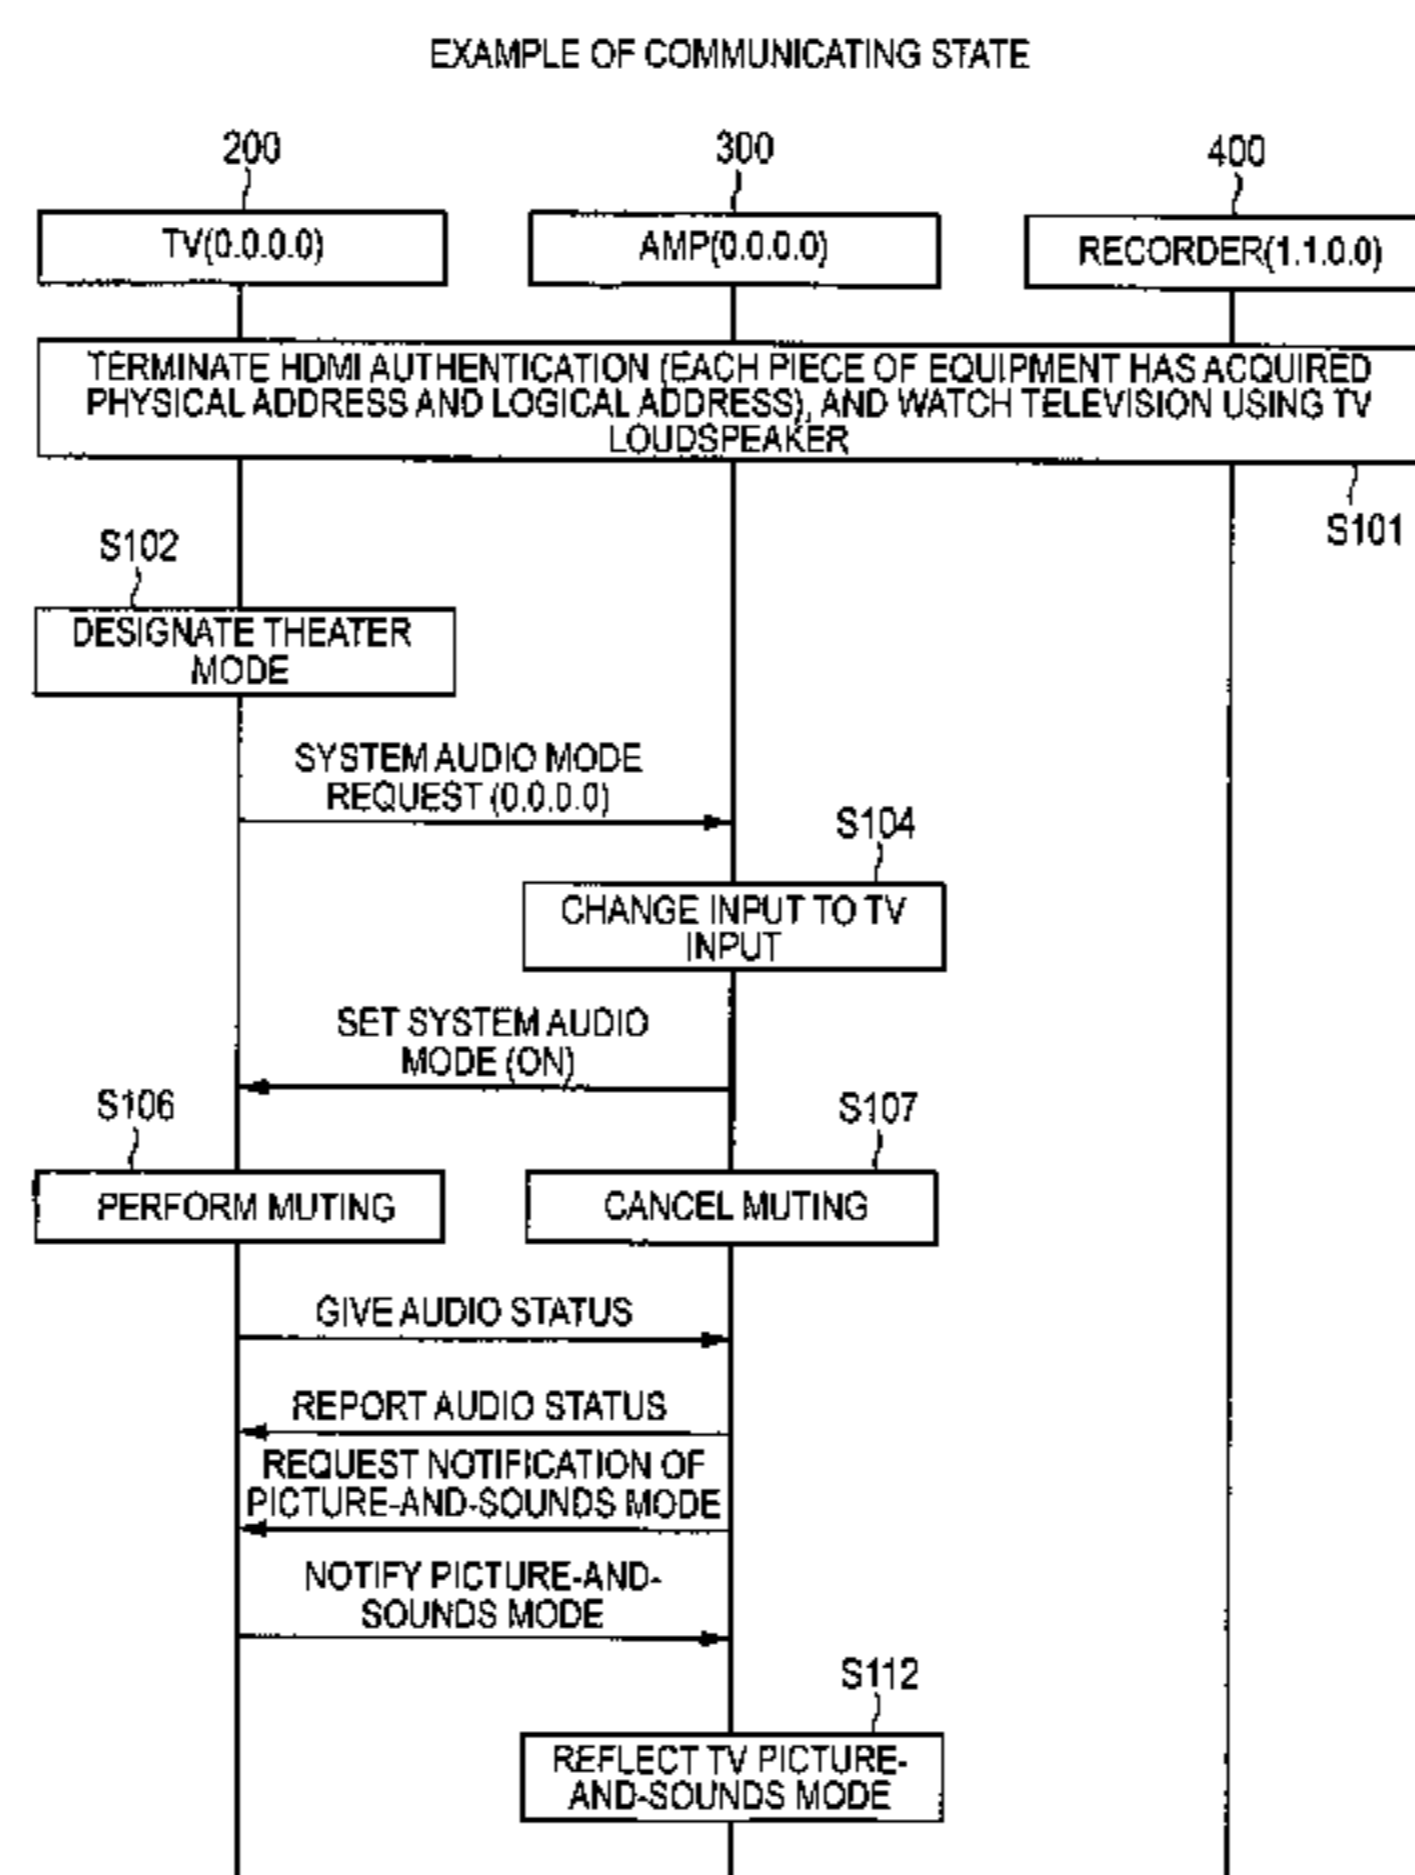 EXAMPLE OF COMMUNICATING STATE
200
300
400
TV(0.0.0.0)
AMP(0.0.0.0)
RECORDER(1.1.0.0)
TERMINATE HDMI AUTHENTICATION (EACH PIECE OF EQUIPMENT HAS ACQUIRED
PHYSICAL ADDRESS AND LOGICAL ADDRESS), AND WATCH TELEVISION USING TV
LOUDSPEAKER
S101
S102
DESIGNATE THEATER
MODE
SYSTEM AUDIO MODE
REQUEST (0.0.0.0)
S104
CHANGE INPUT TO TV
INPUT
SET SYSTEM AUDIO
MODE (ON)
S106
S107
PERFORM MUTING
CANCEL MUTING
GIVE AUDIO STATUS
REPORT AUDIO STATUS
REQUEST NOTIFICATION OF
PICTURE-AND-SOUNDS MODE
NOTIFY PICTURE-AND-
SOUNDS MODE
S112
REFLECT TV PICTURE-
AND-SOUNDS MODE